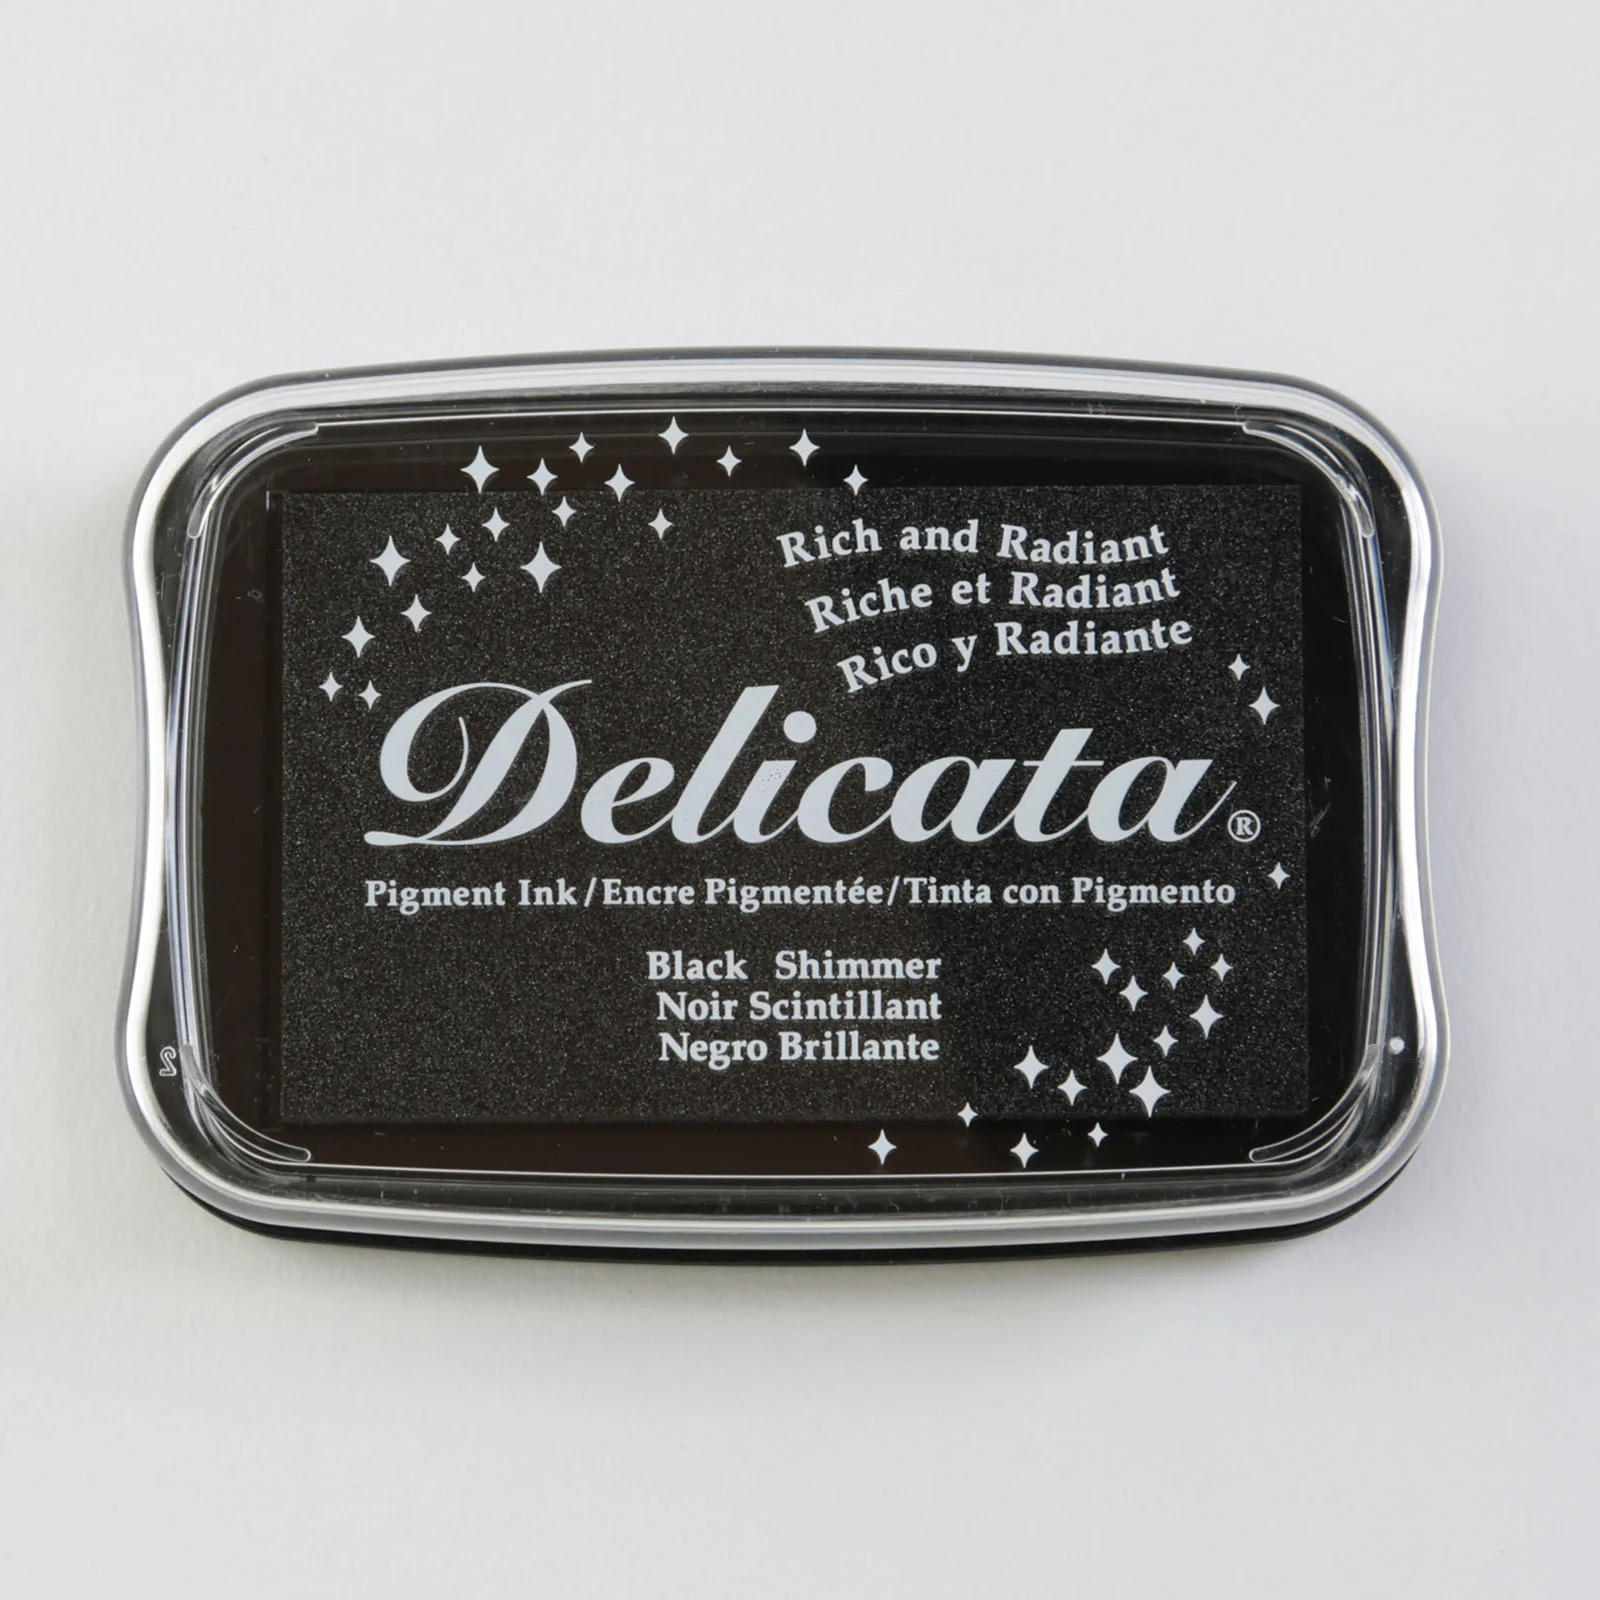 Rich and Radiant
Riche et Radiant
Rico y Radiante
Delicata®
Pigment Ink/Encre Pigmentée/Tinta con Pigmento
Black Shimmer
Noir Scintillant
Negro Brillante
2